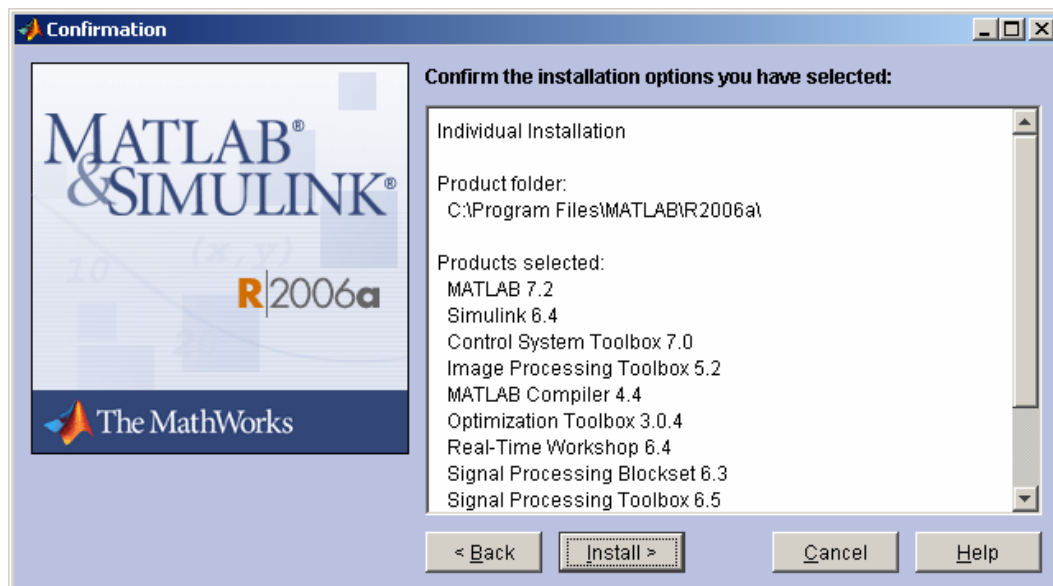 Confirmation
MATLAB®
&SIMULINK®
(x, y)
10
20
R|2006a
The MathWorks
Confirm the installation options you have selected:
Individual Installation
Product folder:
C:\Program Files\MATLAB\R2006a\
Products selected:
MATLAB 7.2
Simulink 6.4
Control System Toolbox 7.0
Image Processing Toolbox 5.2
MATLAB Compiler 4.4
Optimization Toolbox 3.0.4
Real-Time Workshop 6.4
Signal Processing Blockset 6.3
Signal Processing Toolbox 6.5
< Back
Install >
Cancel
Help